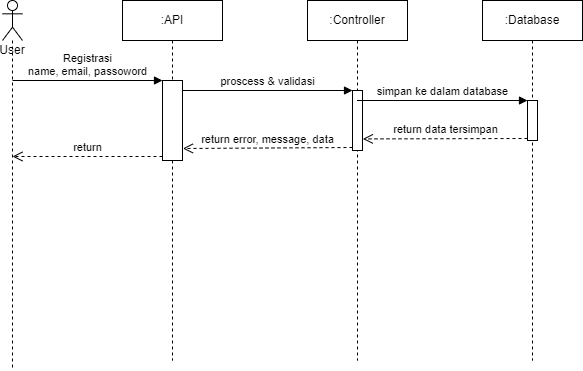 :API
:Controller
:Database
User
Registrasi
name, email, passoword
proscess & validasi
simpan ke dalam database
return data tersimpan
return error, message, data
return